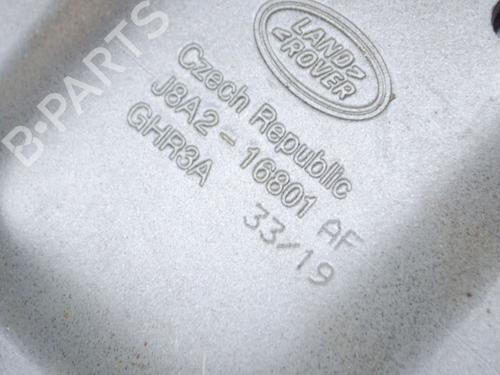 B-PARTS
LAND
ROVER
Czech Republic
J8A2-16801 AF
GHR3A
33/19